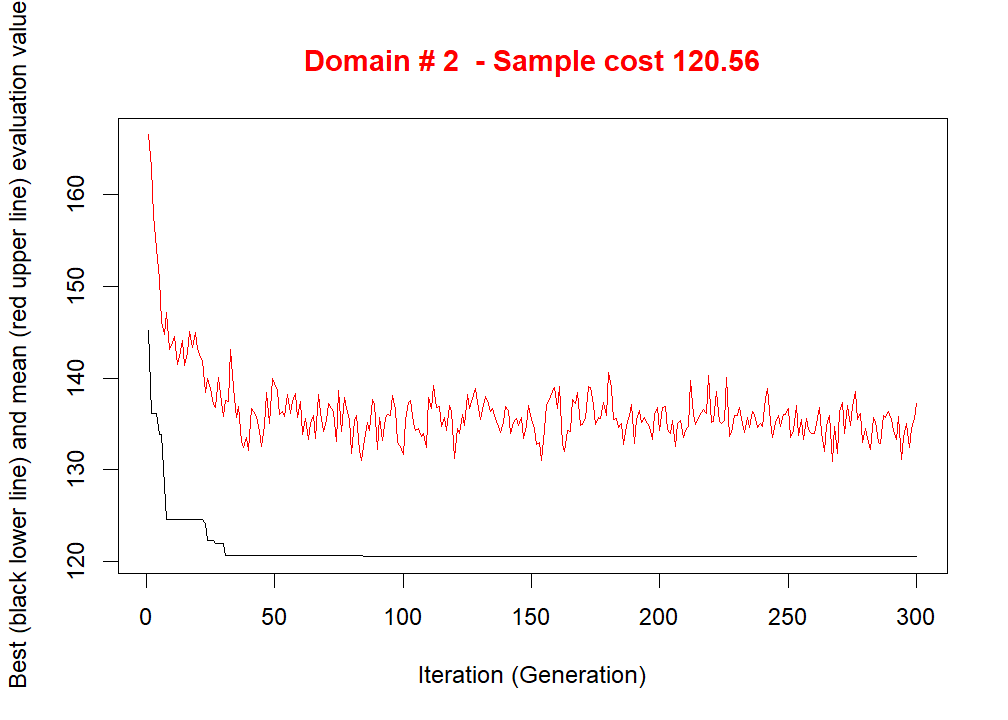 Domain # 2  - Sample cost 120.56
Best (black lower line) and mean (red upper line) evaluation value
160
150
140
130
120
0 50 100 150 200 250 300
Iteration (Generation)